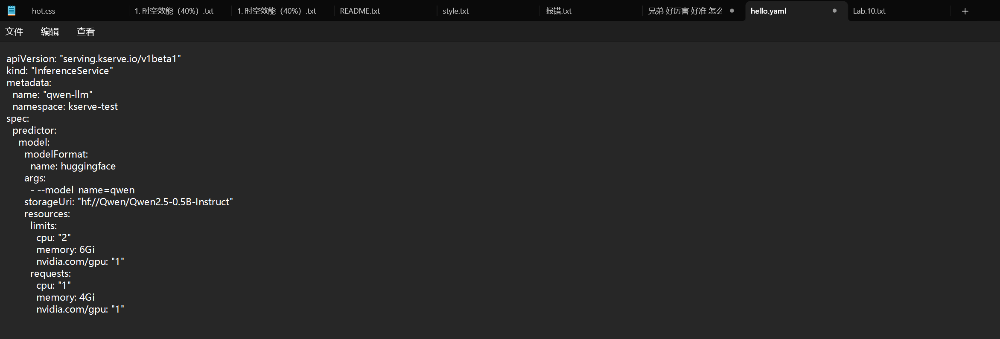 hot.css
1. 时空效能（40%）.txt
1. 时空效能（40%）.txt
README.txt
style.txt
报错.txt
兄弟 好厉害 好准 怎么
hello.yaml
Lab.10.txt
文件 编辑 查看
apiVersion: "serving.kserve.io/v1beta1"
kind: "InferenceService"
metadata:
  name: "qwen-llm"
  namespace: kserve-test
spec:
  predictor:
    model:
      modelFormat:
        name: huggingface
      args:
        - --model  name=qwen
      storageUri: "hf://Qwen/Qwen2.5-0.5B-Instruct"
      resources:
        limits:
          cpu: "2"
          memory: 6Gi
          nvidia.com/gpu: "1"
        requests:
          cpu: "1"
          memory: 4Gi
          nvidia.com/gpu: "1"